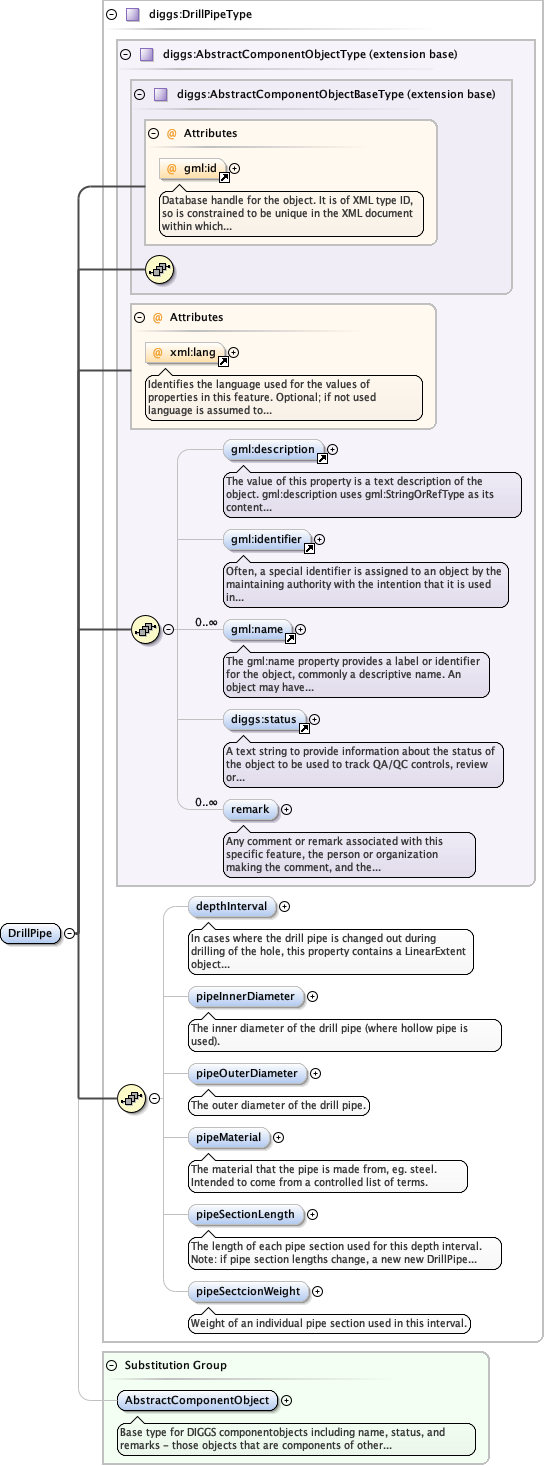 diggs:DrillPipeType
diggs:AbstractComponentObjectType (extension base)
diggs:AbstractComponentObjectBaseType (extension base)
@ Attributes
@ gml:id
Database handle for the object. It is of XML type ID,
so is constrained to be unique in the XML document
within which...
@ Attributes
@ xml:lang
Identifies the language used for the values of
properties in this feature. Optional; if not used
language is assumed to...
gml:description
The value of this property is a text description of the
object. gml:description uses gml:StringOrRefType as its
content...
gml:identifier
Often, a special identifier is assigned to an object by the
maintaining authority with the intention that it is used
in...
0..∞
gml:name
The gml:name property provides a label or identifier
for the object, commonly a descriptive name. An
object may have...
diggs:status
A text string to provide information about the status of
the object to be used to track QA/QC controls, review
or...
0..∞
remark
Any comment or remark associated with this
specific feature, the person or organization
making the comment, and the...
DrillPipe
depthInterval
In cases where the drill pipe is changed out during
drilling of the hole, this property contains a LinearExtent
object...
pipeInnerDiameter
The inner diameter of the drill pipe (where hollow pipe is
used).
pipeOuterDiameter
The outer diameter of the drill pipe.
pipeMaterial
The material that the pipe is made from, eg. steel.
Intended to come from a controlled list of terms.
pipeSectionLength
The length of each pipe section used for this depth interval.
Note: if pipe section lengths change, a new new DrillPipe...
pipeSectcionWeight
Weight of an individual pipe section used in this interval.
Substitution Group
AbstractComponentObject
Base type for DIGGS componentobjects including name, status, and
remarks - those objects that are components of other...